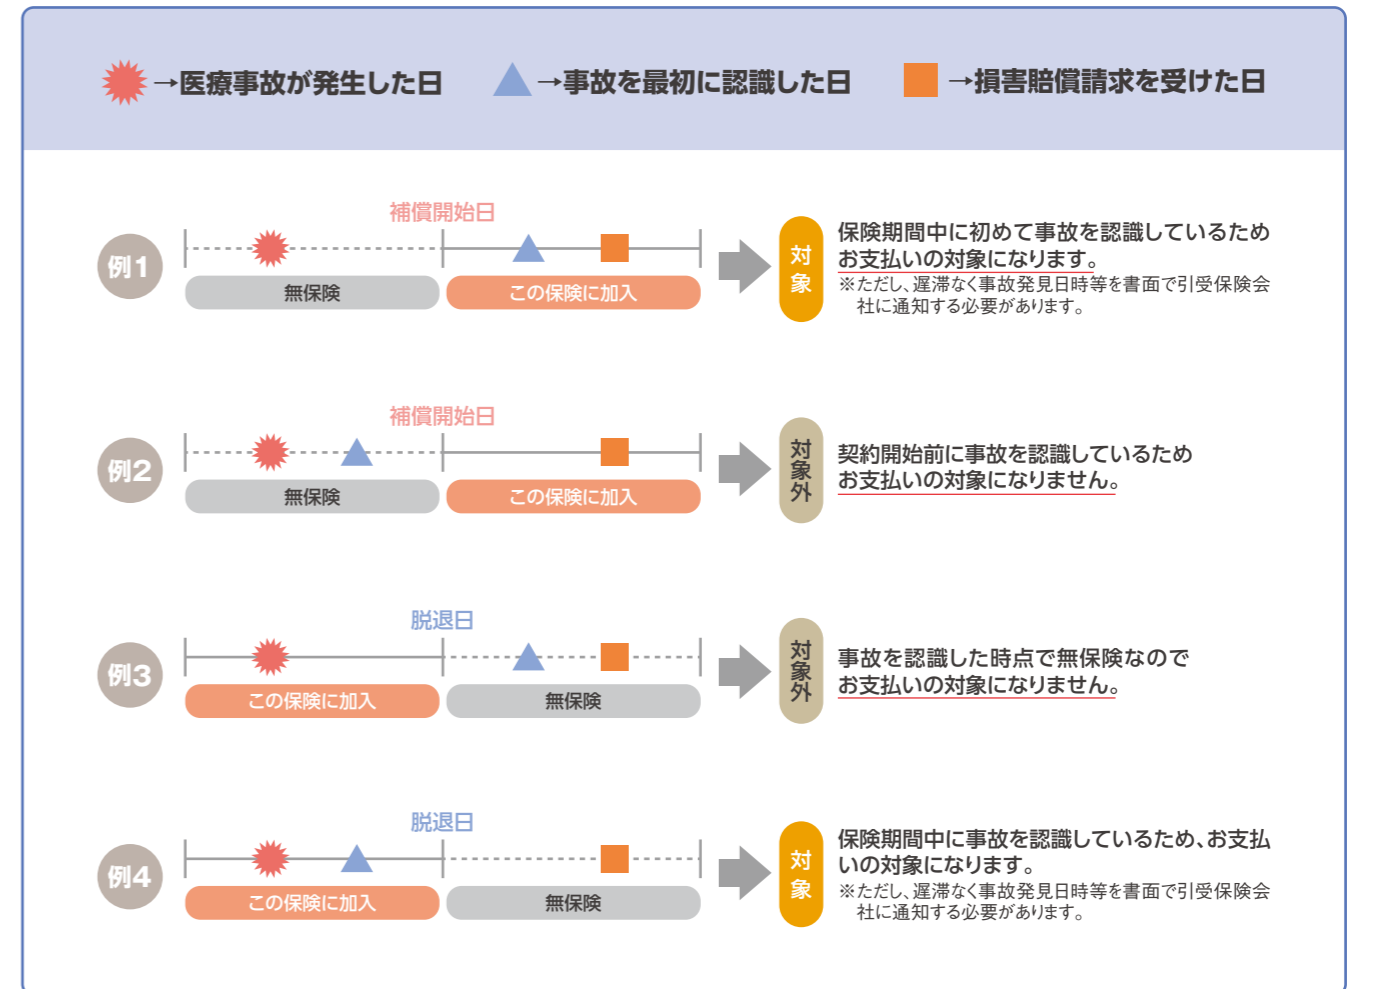 →医療事故が発生した日 →事故を最初に認識した日 →損害賠償請求を受けた日
補償開始日
例1
無保険 この保険に加入
対象
保険期間中に初めて事故を認識しているため
お支払いの対象になります。
※ただし、遅滞なく事故発見日時等を書面で引受保険会
社に通知する必要があります。
補償開始日
例2
無保険 この保険に加入
対象外
契約開始前に事故を認識しているため
お支払いの対象になりません。
脱退日
例3
この保険に加入 無保険
対象外
事故を認識した時点で無保険なので
お支払いの対象になりません。
脱退日
例4
この保険に加入 無保険
対象
保険期間中に事故を認識しているため、お支払
いの対象になります。
※ただし、遅滞なく事故発見日時等を書面で引受保険会
社に通知する必要があります。